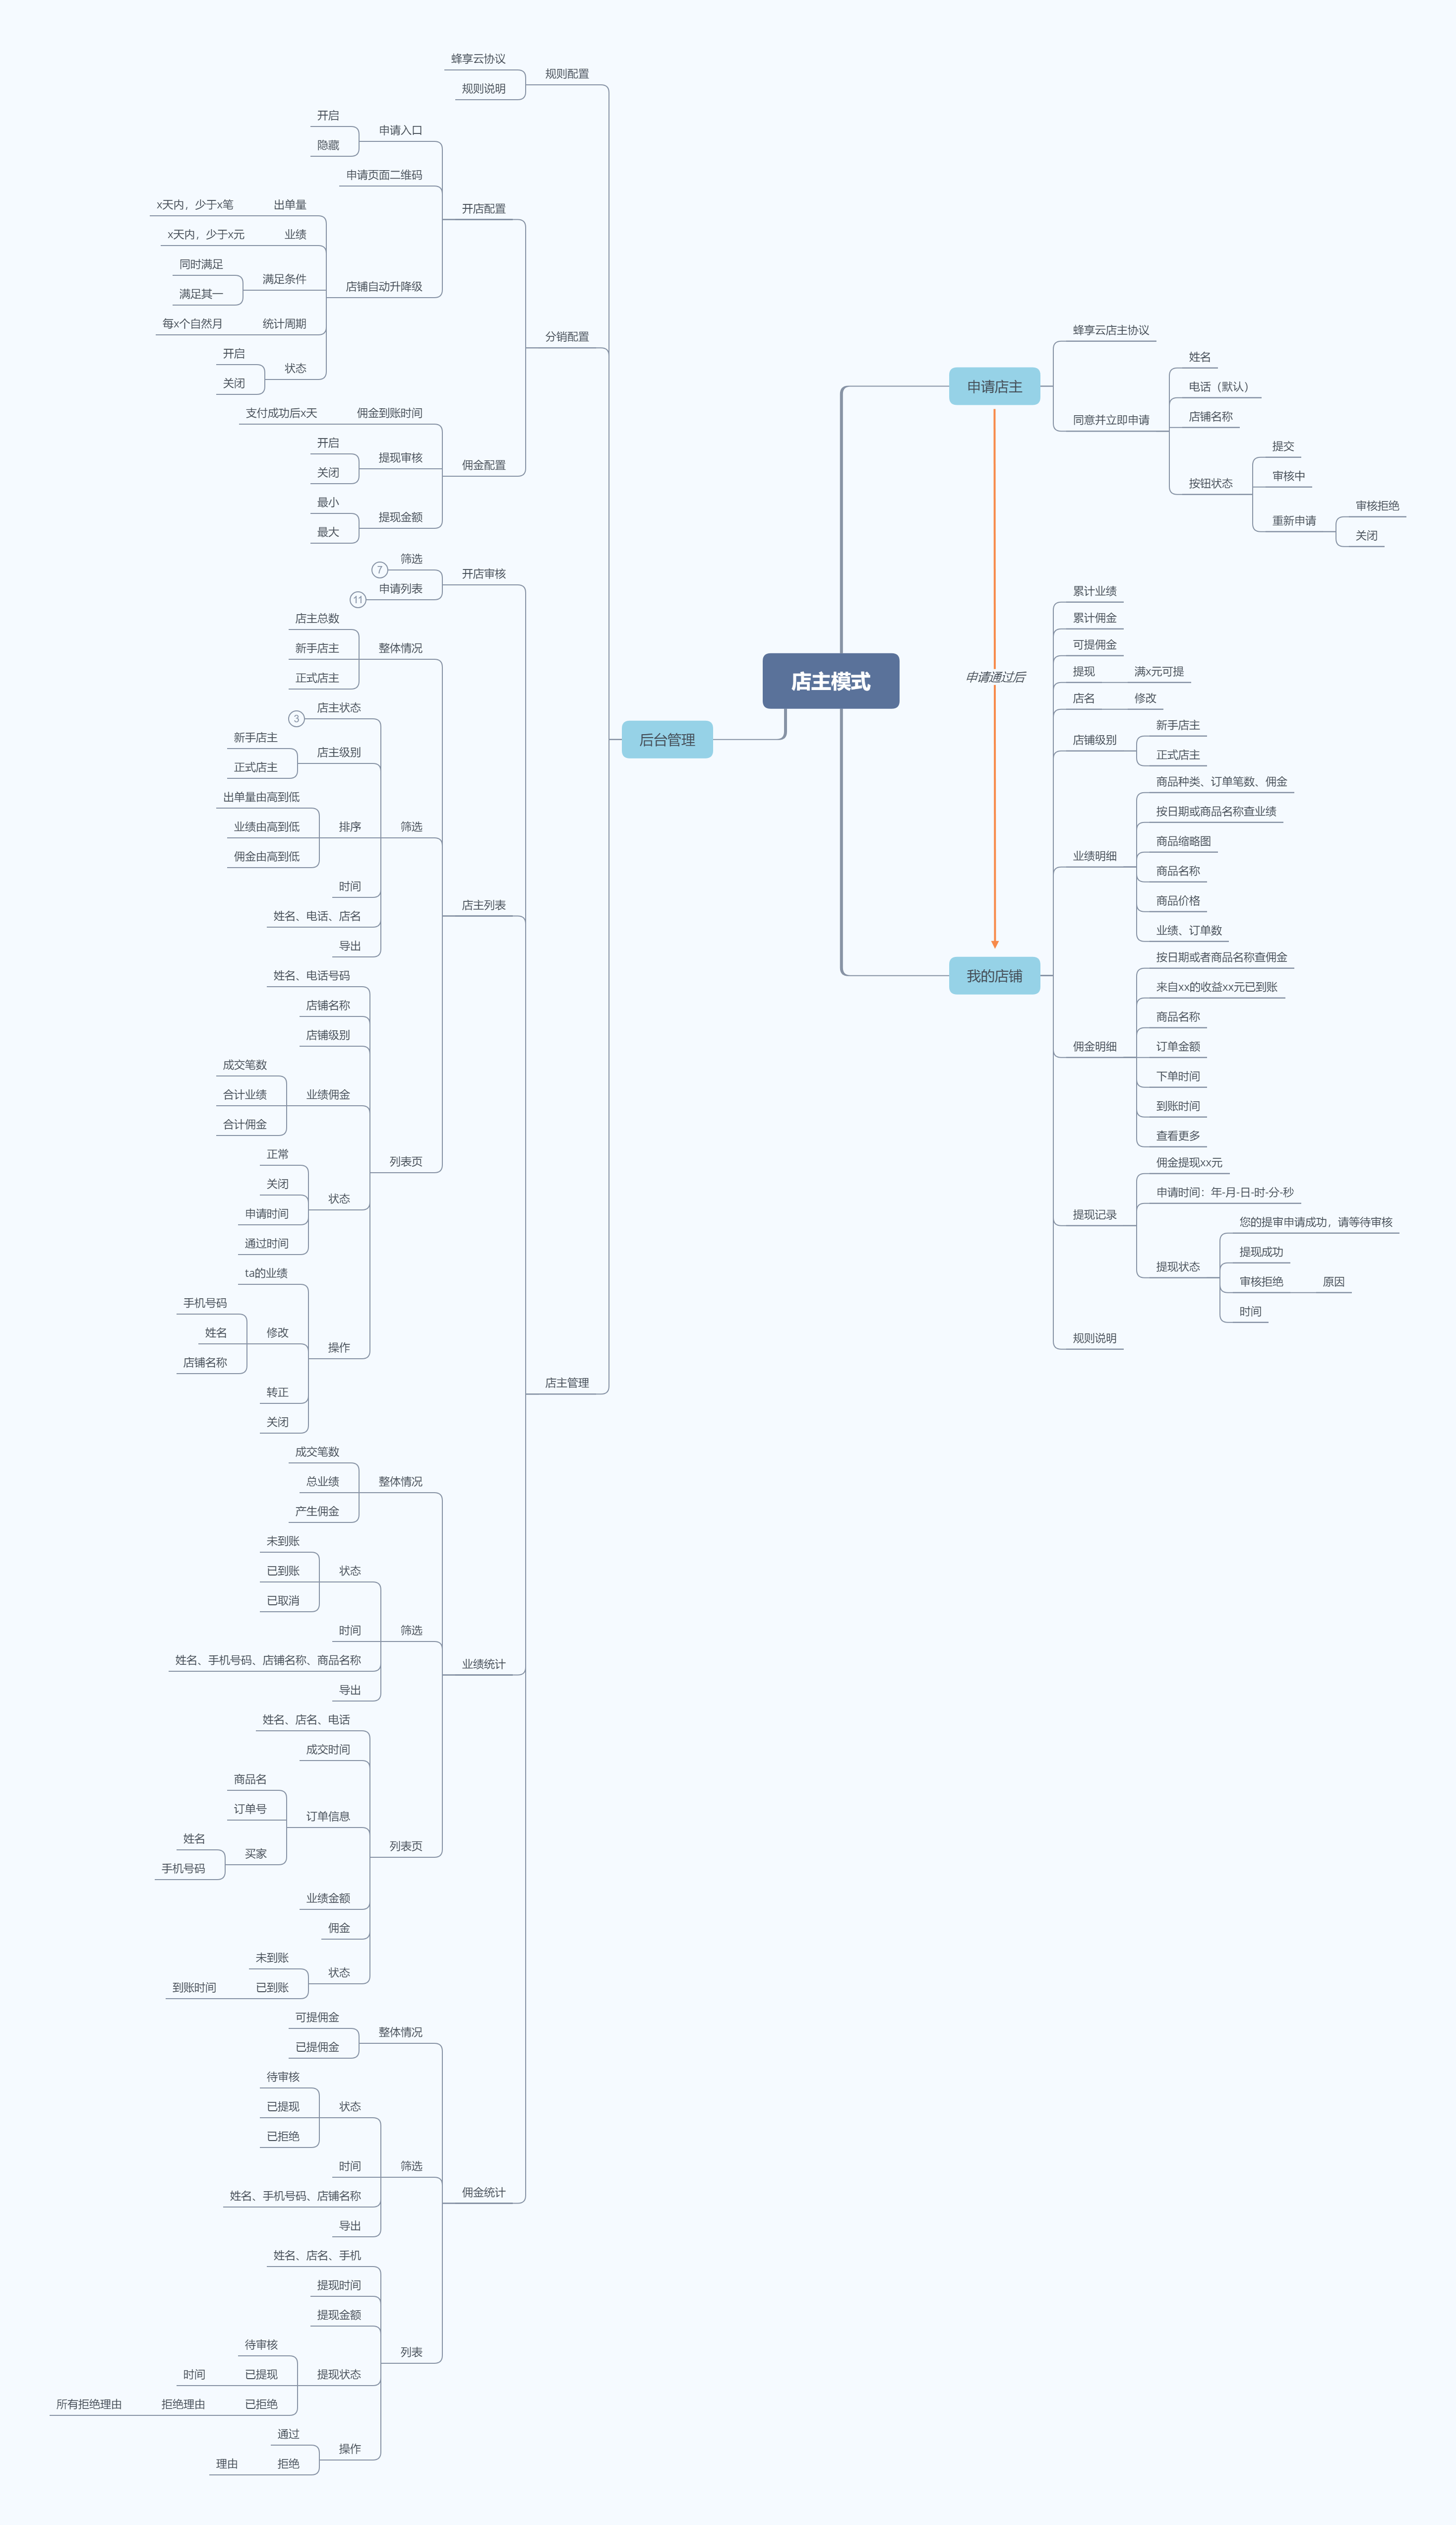 店主模式
申请店主
蜂享云店主协议
同意并立即申请
姓名
电话（默认）
店铺名称
按钮状态
提交
审核中
重新申请
审核拒绝
关闭
申请通过后
我的店铺
累计业绩
累计佣金
可提佣金
提现
满x元可提
店名
修改
店铺级别
新手店主
正式店主
业绩明细
商品种类、订单笔数、佣金
按日期或商品名称查业绩
商品缩略图
商品名称
商品价格
业绩、订单数
佣金明细
按日期或者商品名称查佣金
来自xx的收益xx元已到账
商品名称
订单金额
下单时间
到账时间
查看更多
提现记录
佣金提现xx元
申请时间：年-月-日-时-分-秒
提现状态
您的提审申请成功，请等待审核
提现成功
审核拒绝
原因
时间
规则说明
后台管理
规则配置
蜂享云协议
规则说明
分销配置
开店配置
申请入口
开启
隐藏
申请页面二维码
店铺自动升降级
出单量
x天内，少于x笔
业绩
x天内，少于x元
满足条件
同时满足
满足其一
统计周期
每x个自然月
状态
开启
关闭
佣金配置
佣金到账时间
支付成功后x天
提现审核
开启
关闭
提现金额
最小
最大
店主管理
开店审核
筛选
7
申请列表
11
店主列表
整体情况
店主总数
新手店主
正式店主
筛选
店主状态
3
店主级别
新手店主
正式店主
排序
出单量由高到低
业绩由高到低
佣金由高到低
时间
姓名、电话、店名
导出
列表页
姓名、电话号码
店铺名称
店铺级别
业绩佣金
成交笔数
合计业绩
合计佣金
状态
正常
关闭
申请时间
通过时间
操作
ta的业绩
修改
手机号码
姓名
店铺名称
转正
关闭
业绩统计
整体情况
成交笔数
总业绩
产生佣金
筛选
状态
未到账
已到账
已取消
时间
姓名、手机号码、店铺名称、商品名称
导出
列表页
姓名、店名、电话
成交时间
订单信息
商品名
订单号
买家
姓名
手机号码
业绩金额
佣金
状态
未到账
已到账
到账时间
佣金统计
整体情况
可提佣金
已提佣金
筛选
状态
待审核
已提现
已拒绝
时间
姓名、手机号码、店铺名称
导出
列表
姓名、店名、手机
提现时间
提现金额
提现状态
待审核
已提现
时间
已拒绝
拒绝理由
所有拒绝理由
操作
通过
拒绝
理由